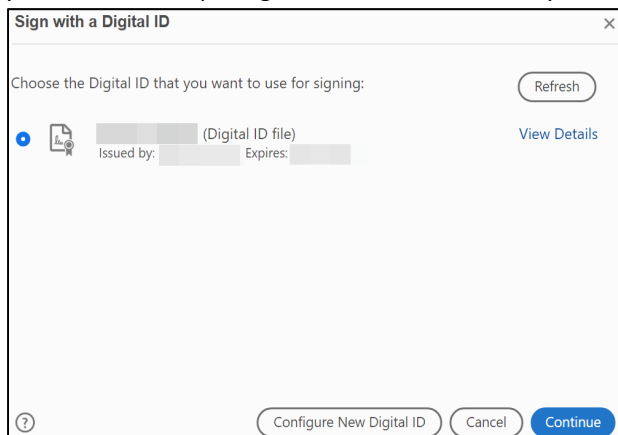 Sign with a Digital ID
Choose the Digital ID that you want to use for signing:
Refresh
(Digital ID file)
View Details
Issued by: Expires:
?
Configure New Digital ID
Cancel
Continue